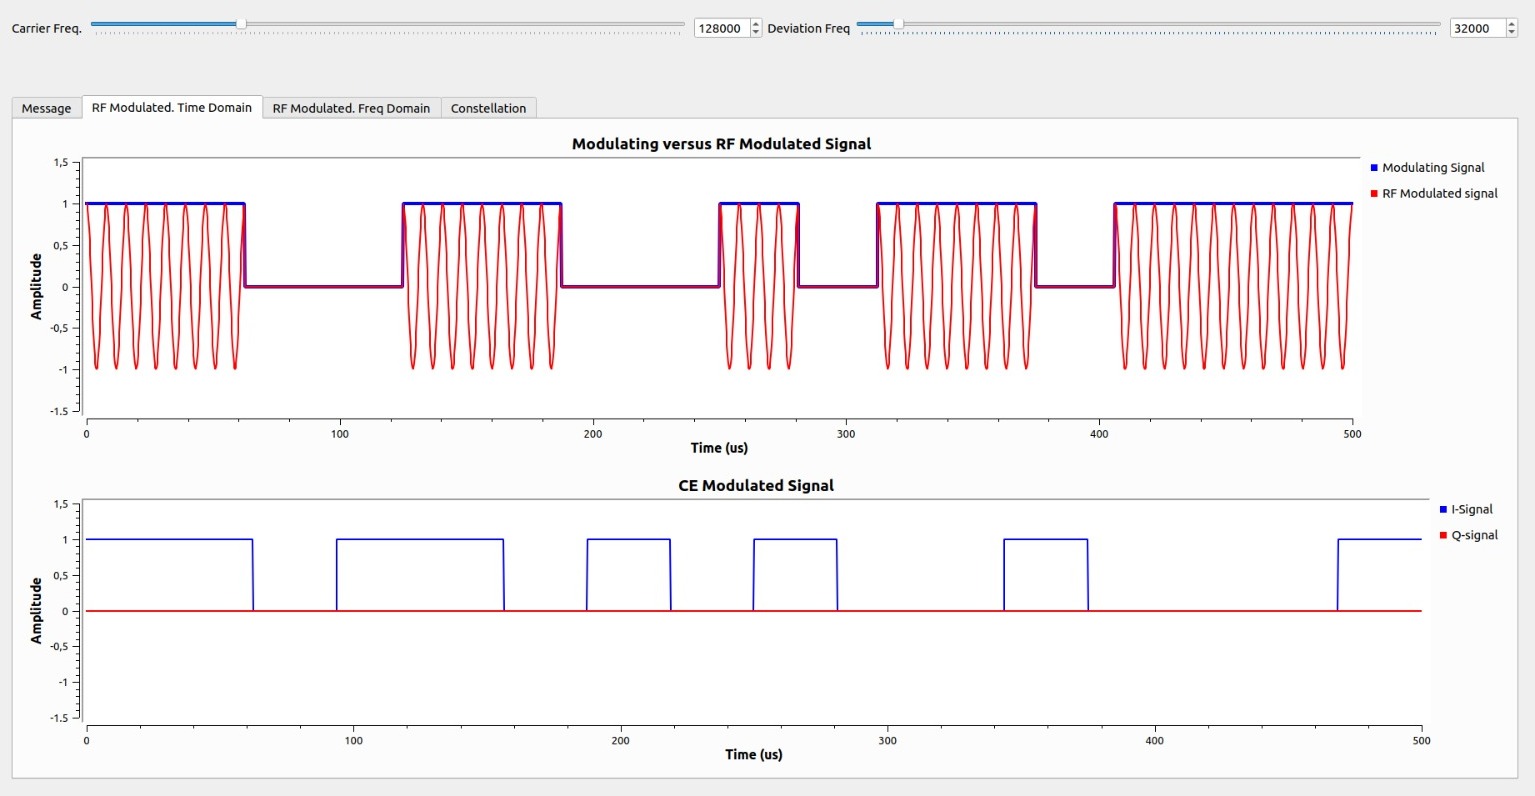 Carrier Freq. 128000 Deviation Freq 32000
Message RF Modulated. Time Domain RF Modulated. Freq Domain Constellation
Modulating versus RF Modulated Signal
1,5
1
0,5
0
-0,5
-1
-1.5
Amplitude
Modulating Signal
RF Modulated signal
0 100 200 300 400 500
Time (us)
CE Modulated Signal
1,5
1
0,5
0
-0,5
-1
-1.5
Amplitude
I-Signal
Q-signal
0 100 200 300 400 500
Time (us)